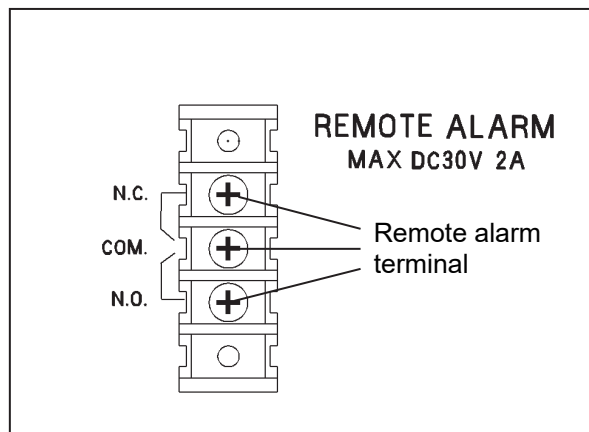 REMOTE ALARM
MAX DC30V 2A
N.C.
COM.
N.O.
Remote alarm
terminal